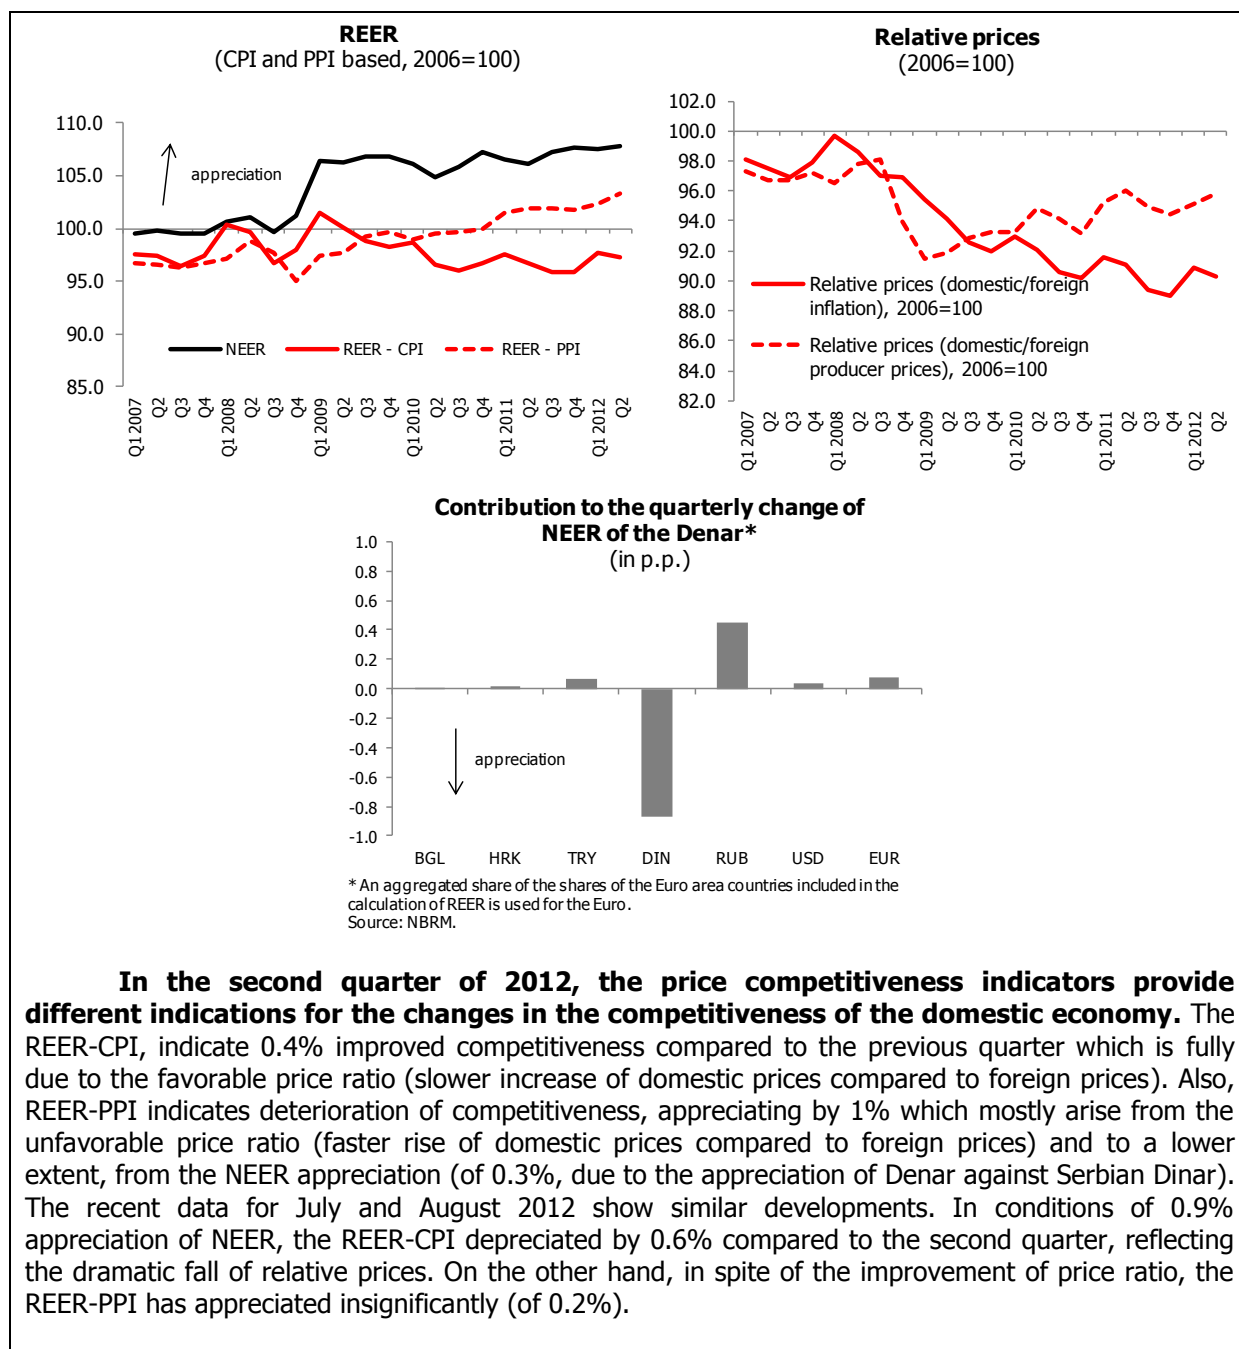 REER
(CPI and PPI based, 2006=100)
110.0
105.0
100.0
95.0
90.0
85.0
appreciation
NEER
REER - CPI
REER - PPI
Q1 2007
Q2
Q3
Q4
Q1 2008
Q2
Q3
Q4
Q1 2009
Q2
Q3
Q4
Q1 2010
Q2
Q3
Q4
Q1 2011
Q2
Q3
Q4
Q1 2012
Q2
Relative prices
(2006=100)
102.0
100.0
98.0
96.0
94.0
92.0
90.0
88.0
86.0
84.0
82.0
Relative prices (domestic/foreign
inflation), 2006=100
Relative prices (domestic/foreign
producer prices), 2006=100
Q1 2007
Q2
Q3
Q4
Q1 2008
Q2
Q3
Q4
Q1 2009
Q2
Q3
Q4
Q1 2010
Q2
Q3
Q4
Q1 2011
Q2
Q3
Q4
Q1 2012
Q2
Contribution to the quarterly change of
NEER of the Denar*
(in p.p.)
1.0
0.8
0.6
0.4
0.2
0.0
-0.2
-0.4
-0.6
-0.8
-1.0
appreciation
BGL
HRK
TRY
DIN
RUB
USD
EUR
* An aggregated share of the shares of the Euro area countries included in the
calculation of REER is used for the Euro.
Source: NBRM.
In the second quarter of 2012, the price competitiveness indicators provide
different indications for the changes in the competitiveness of the domestic economy. The
REER-CPI, indicate 0.4% improved competitiveness compared to the previous quarter which is fully
due to the favorable price ratio (slower increase of domestic prices compared to foreign prices). Also,
REER-PPI indicates deterioration of competitiveness, appreciating by 1% which mostly arise from the
unfavorable price ratio (faster rise of domestic prices compared to foreign prices) and to a lower
extent, from the NEER appreciation (of 0.3%, due to the appreciation of Denar against Serbian Dinar).
The recent data for July and August 2012 show similar developments. In conditions of 0.9%
appreciation of NEER, the REER-CPI depreciated by 0.6% compared to the second quarter, reflecting
the dramatic fall of relative prices. On the other hand, in spite of the improvement of price ratio, the
REER-PPI has appreciated insignificantly (of 0.2%).